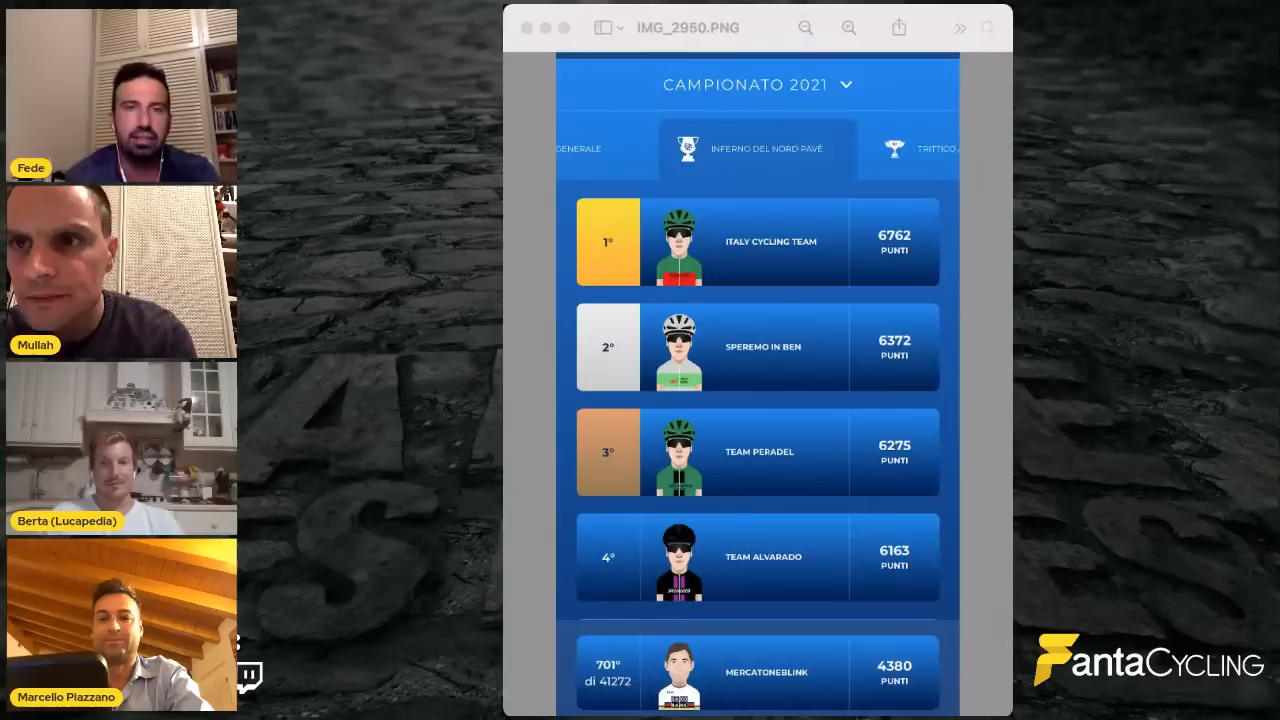 Fede
Mullah
Berta (Lucapedia)
Marcello Piazzano
IMG_2950.PNG
CAMPIONATO 2021
GENERALE
INFERNO DEL NORD PAVÈ
TRITTICO
1°
ITALY CYCLING TEAM
6762
PUNTI
2°
SPEREMO IN BEN
6372
PUNTI
3°
TEAM PERADEL
6275
PUNTI
4°
TEAM ALVARADO
6163
PUNTI
701°
di 41272
MERCATONEBLINK
4380
PUNTI
FantaCycling